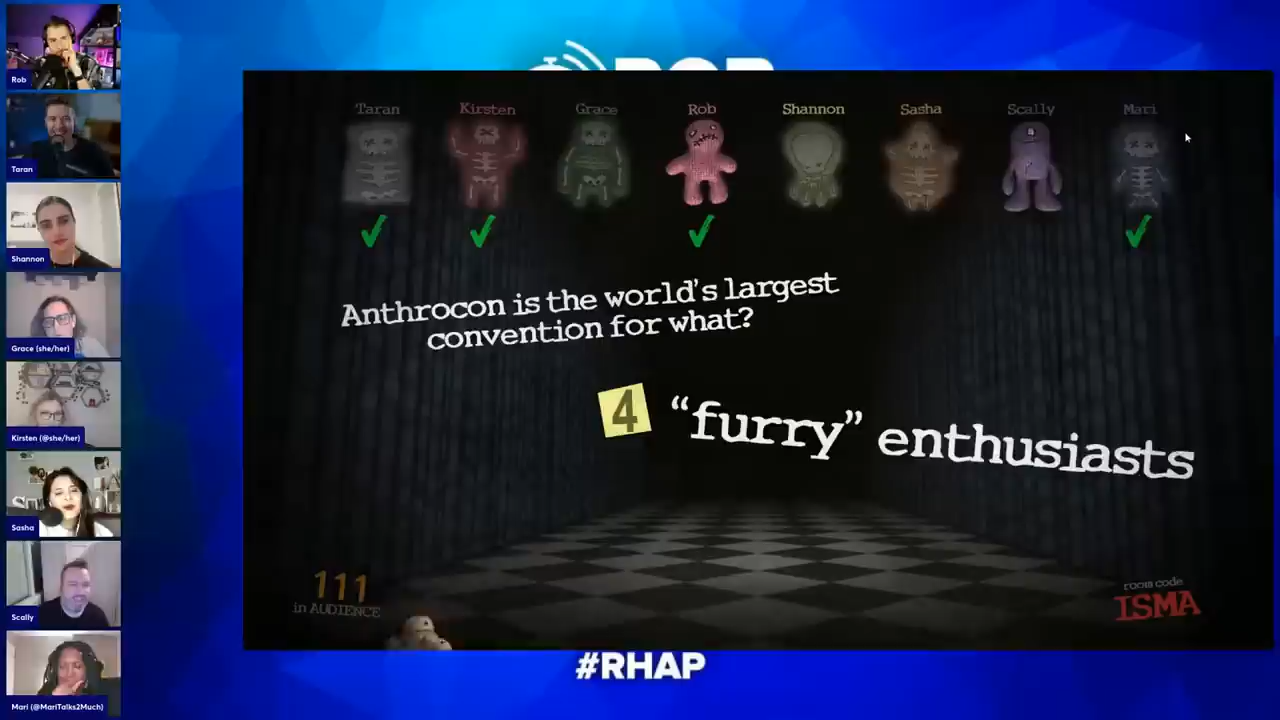 Rob
Taran
Shannon
Grace (she/her)
Kirsten (@she/her)
Sasha
Scally
Mari (@MariTalks2Much)
Taran Kirsten Grace Rob Shannon Sasha Scally Mari
Anthrocon is the world's largest
convention for what?
4 "furry" enthusiasts
111
in AUDIENCE
room code
ISMA
#RHAP